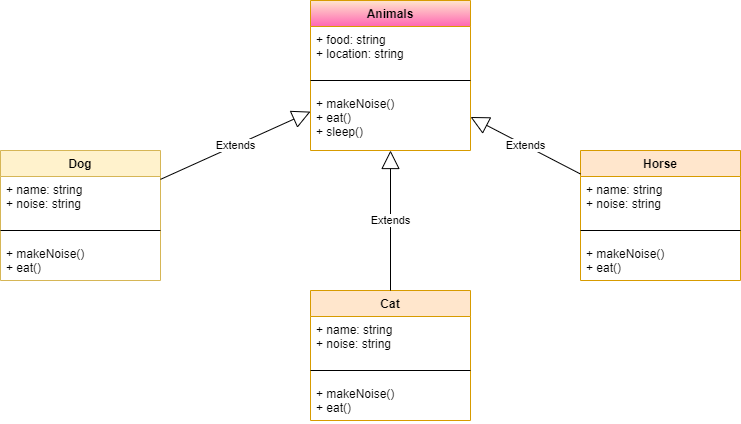 Animals
+ food: string
+ location: string
+ makeNoise()
+ eat()
+ sleep()
Extends
Extends
Extends
Dog
+ name: string
+ noise: string
+ makeNoise()
+ eat()
Horse
+ name: string
+ noise: string
+ makeNoise()
+ eat()
Cat
+ name: string
+ noise: string
+ makeNoise()
+ eat()